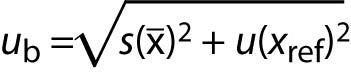 u_b = √(s(x̄)² + u(x_ref)²)